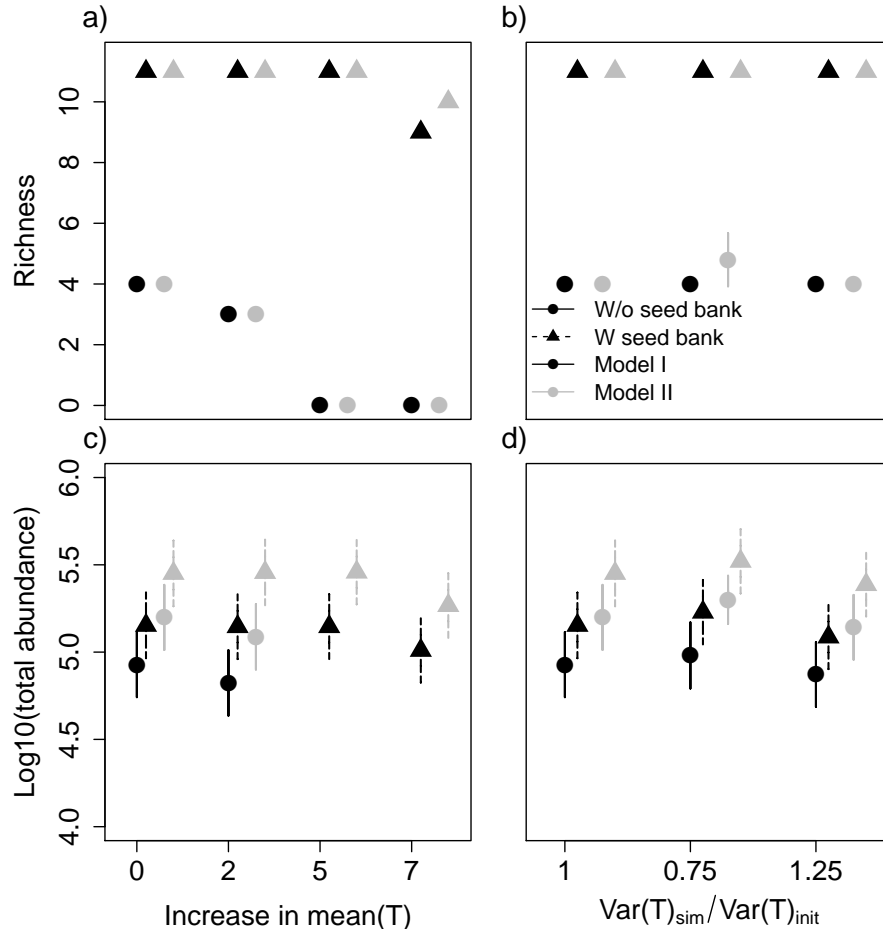 a)
b)
Richness
10
8
6
4
2
0
W/o seed bank
W seed bank
Model I
Model II
c)
d)
Log10(total abundance)
6.0
5.5
5.0
4.5
4.0
0 2 5 7
1 0.75 1.25
Increase in mean(T)
Var(T)sim/Var(T)init